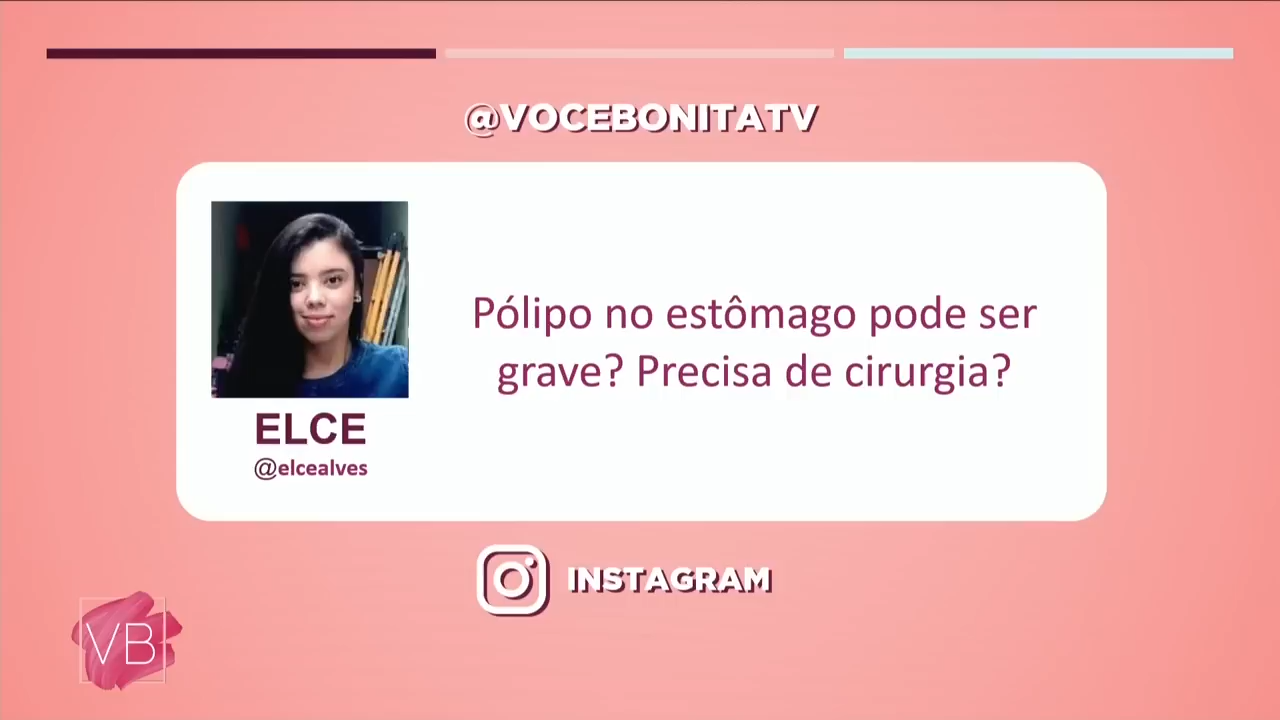 @VOCEBONITATV
Pólipo no estômago pode ser
grave? Precisa de cirurgia?
ELCE
@elcealves
INSTAGRAM
VB